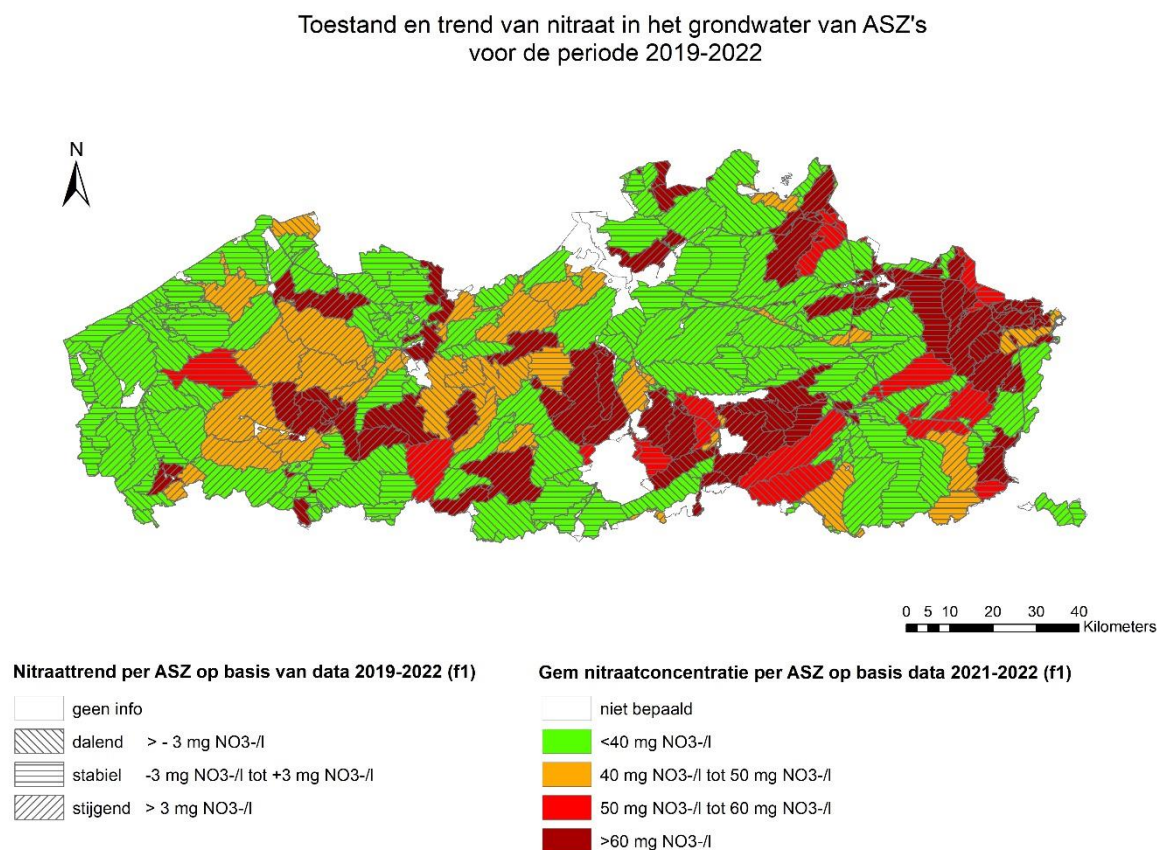 Toestand en trend van nitraat in het grondwater van ASZ's
voor de periode 2019-2022
N
0 5 10 20 30 40
Kilometers
Nitraattrend per ASZ op basis van data 2019-2022 (f1)
geen info
dalend > - 3 mg NO3-/l
stabiel -3 mg NO3-/l tot +3 mg NO3-/l
stijgend > 3 mg NO3-/l
Gem nitraatconcentratie per ASZ op basis data 2021-2022 (f1)
niet bepaald
<40 mg NO3-/l
40 mg NO3-/l tot 50 mg NO3-/l
50 mg NO3-/l tot 60 mg NO3-/l
>60 mg NO3-/l